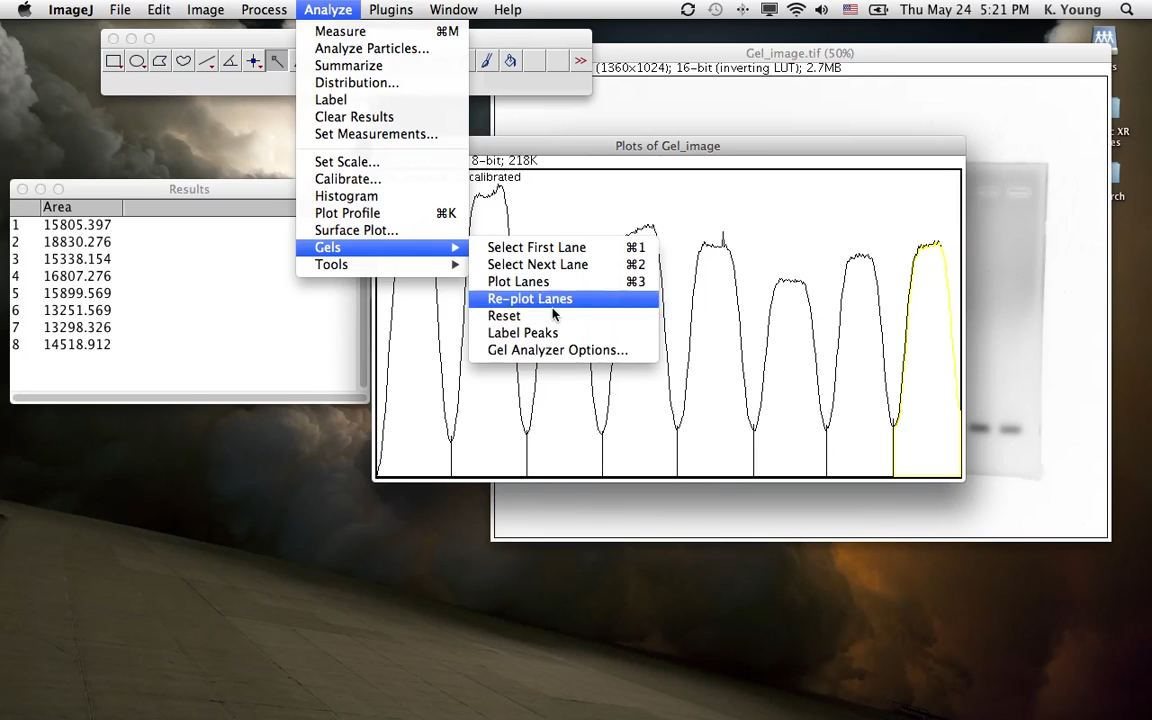 ImageJ File Edit Image Process Analyze Plugins Window Help Thu May 24 5:21 PM K. Young
Measure ⌘M
Analyze Particles...
Summarize
Distribution...
Label
Clear Results
Set Measurements...
Set Scale...
Calibrate...
Histogram
Plot Profile ⌘K
Surface Plot...
Gels
Tools
Select First Lane ⌘1
Select Next Lane ⌘2
Plot Lanes ⌘3
Re-plot Lanes
Reset
Label Peaks
Gel Analyzer Options...
>>
Gel_image.tif (50%)
(1360x1024); 16-bit (inverting LUT); 2.7MB
Plots of Gel_image
8-bit; 218K
calibrated
Results
Area
1 15805.397
2 18830.276
3 15338.154
4 16807.276
5 15899.569
6 13251.569
7 13298.326
8 14518.912
XR